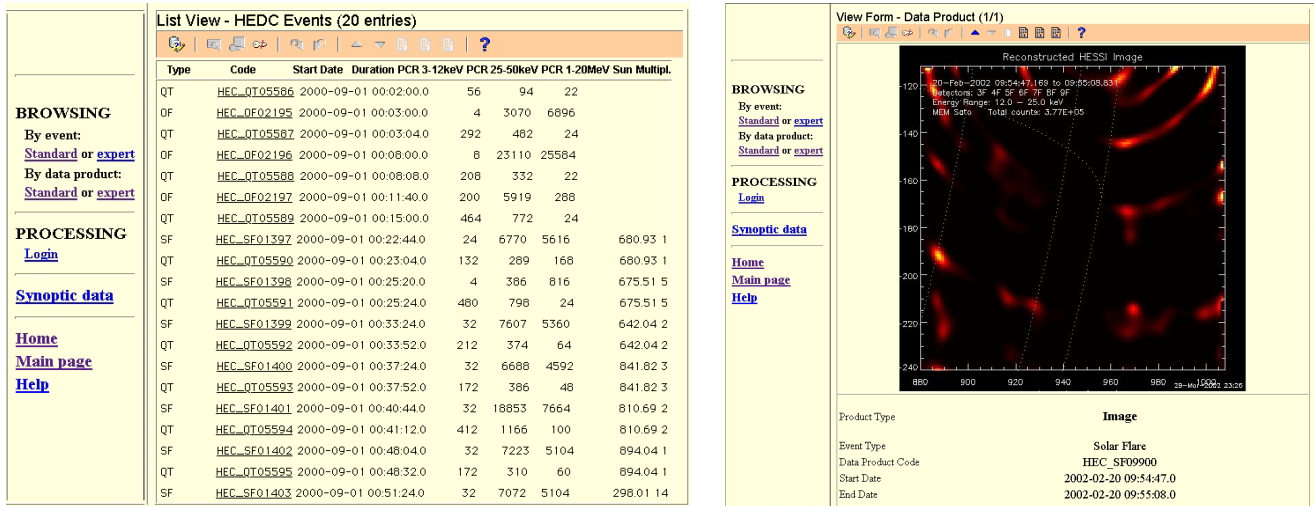 BROWSING
By event:
Standard or expert
By data product:
Standard or expert
PROCESSING
Login
Synoptic data
Home
Main page
Help
List View - HEDC Events (20 entries)
?
Type Code Start Date Duration PCR 3-12keV PCR 25-50keV PCR 1-20MeV Sun Multipl.
QT HEC_QT05586 2000-09-01 00:02:00.0 56 94 22
OF HEC_OF02195 2000-09-01 00:03:00.0 4 3070 6896
QT HEC_QT05587 2000-09-01 00:03:04.0 292 482 24
OF HEC_OF02196 2000-09-01 00:08:00.0 8 23110 25584
QT HEC_QT05588 2000-09-01 00:08:08.0 208 332 22
OF HEC_OF02197 2000-09-01 00:11:40.0 200 5919 288
QT HEC_QT05589 2000-09-01 00:15:00.0 464 772 24
SF HEC_SF01397 2000-09-01 00:22:44.0 24 6770 5616 680.93 1
QT HEC_QT05590 2000-09-01 00:23:04.0 132 289 168 680.93 1
SF HEC_SF01398 2000-09-01 00:25:20.0 4 386 816 675.51 5
QT HEC_QT05591 2000-09-01 00:25:24.0 480 798 24 675.51 5
SF HEC_SF01399 2000-09-01 00:33:24.0 32 7607 5360 642.04 2
QT HEC_QT05592 2000-09-01 00:33:52.0 212 374 64 642.04 2
SF HEC_SF01400 2000-09-01 00:37:24.0 32 6688 4592 841.82 3
QT HEC_QT05593 2000-09-01 00:37:52.0 172 386 48 841.82 3
SF HEC_SF01401 2000-09-01 00:40:44.0 32 18853 7664 810.69 2
QT HEC_QT05594 2000-09-01 00:41:12.0 412 1166 100 810.69 2
SF HEC_SF01402 2000-09-01 00:48:04.0 32 7223 5104 894.04 1
QT HEC_QT05595 2000-09-01 00:48:32.0 172 310 60 894.04 1
SF HEC_SF01403 2000-09-01 00:51:24.0 32 7072 5104 298.01 14
BROWSING
By event:
Standard or expert
By data product:
Standard or expert
PROCESSING
Login
Synoptic data
Home
Main page
Help
View Form - Data Product (1/1)
?
Reconstructed HESSI Image
20-Feb-2002 09:54:47.169 to 09:55:08.831
Detectors: 3F 4F 5F 6F 7F 8F 9F
Energy Range: 12.0 - 25.0 keV
MEM Sato Total counts: 3.77E+05
-140
-160
-180
-200
-220
-240
880 900 920 940 960 980 1000
29-Mar-2002 23:26
Product Type Image
Event Type Solar Flare
Data Product Code HEC_SF09900
Start Date 2002-02-20 09:54:47.0
End Date 2002-02-20 09:55:08.0